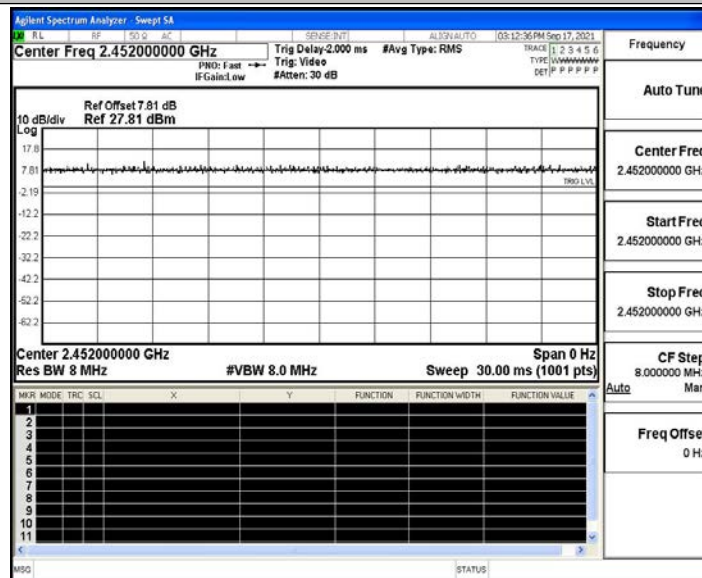 Agilent Spectrum Analyzer - Swept SA
RL RF 50 Ω AC SENSE:INT ALIGN AUTO 03:12:36 PM Sep 17, 2021
Center Freq 2.452000000 GHz
PNO: Fast
IFGain:Low
Trig Delay-2.000 ms
Trig: Video
#Atten: 30 dB
#Avg Type: RMS
TRACE 1 2 3 4 5 6
TYPE WWWWWW
DET P P P P P P
Ref Offset 7.81 dB
10 dB/div Ref 27.81 dBm
Log
17.8
7.81
TRIG LVL
-2.19
-12.2
-22.2
-32.2
-42.2
-52.2
-62.2
Center 2.452000000 GHz Span 0 Hz
Res BW 8 MHz #VBW 8.0 MHz Sweep 30.00 ms (1001 pts)
MKR MODE TRC SCL X Y FUNCTION FUNCTION WIDTH FUNCTION VALUE
1
2
3
4
5
6
7
8
9
10
11
MSG STATUS
Frequency
Auto Tune
Center Freq
2.452000000 GHz
Start Freq
2.452000000 GHz
Stop Freq
2.452000000 GHz
CF Step
8.000000 MHz
Auto Man
Freq Offset
0 Hz